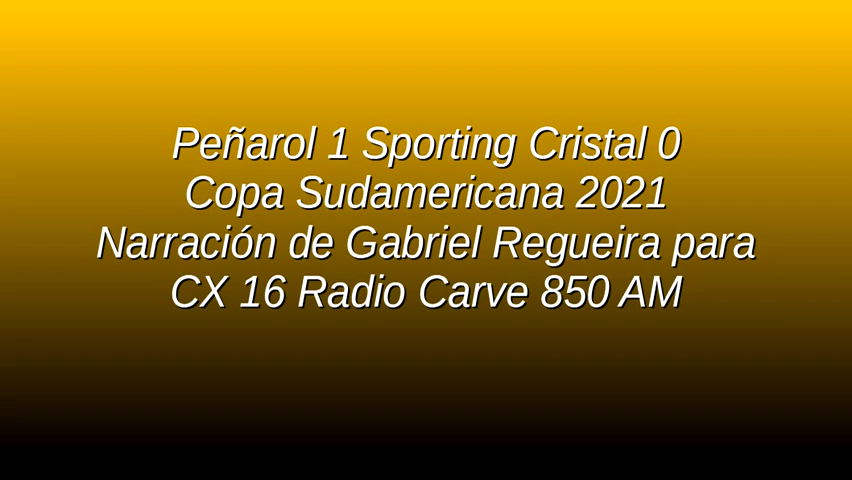 Peñarol 1 Sporting Cristal 0
Copa Sudamericana 2021
Narración de Gabriel Regueira para
CX 16 Radio Carve 850 AM